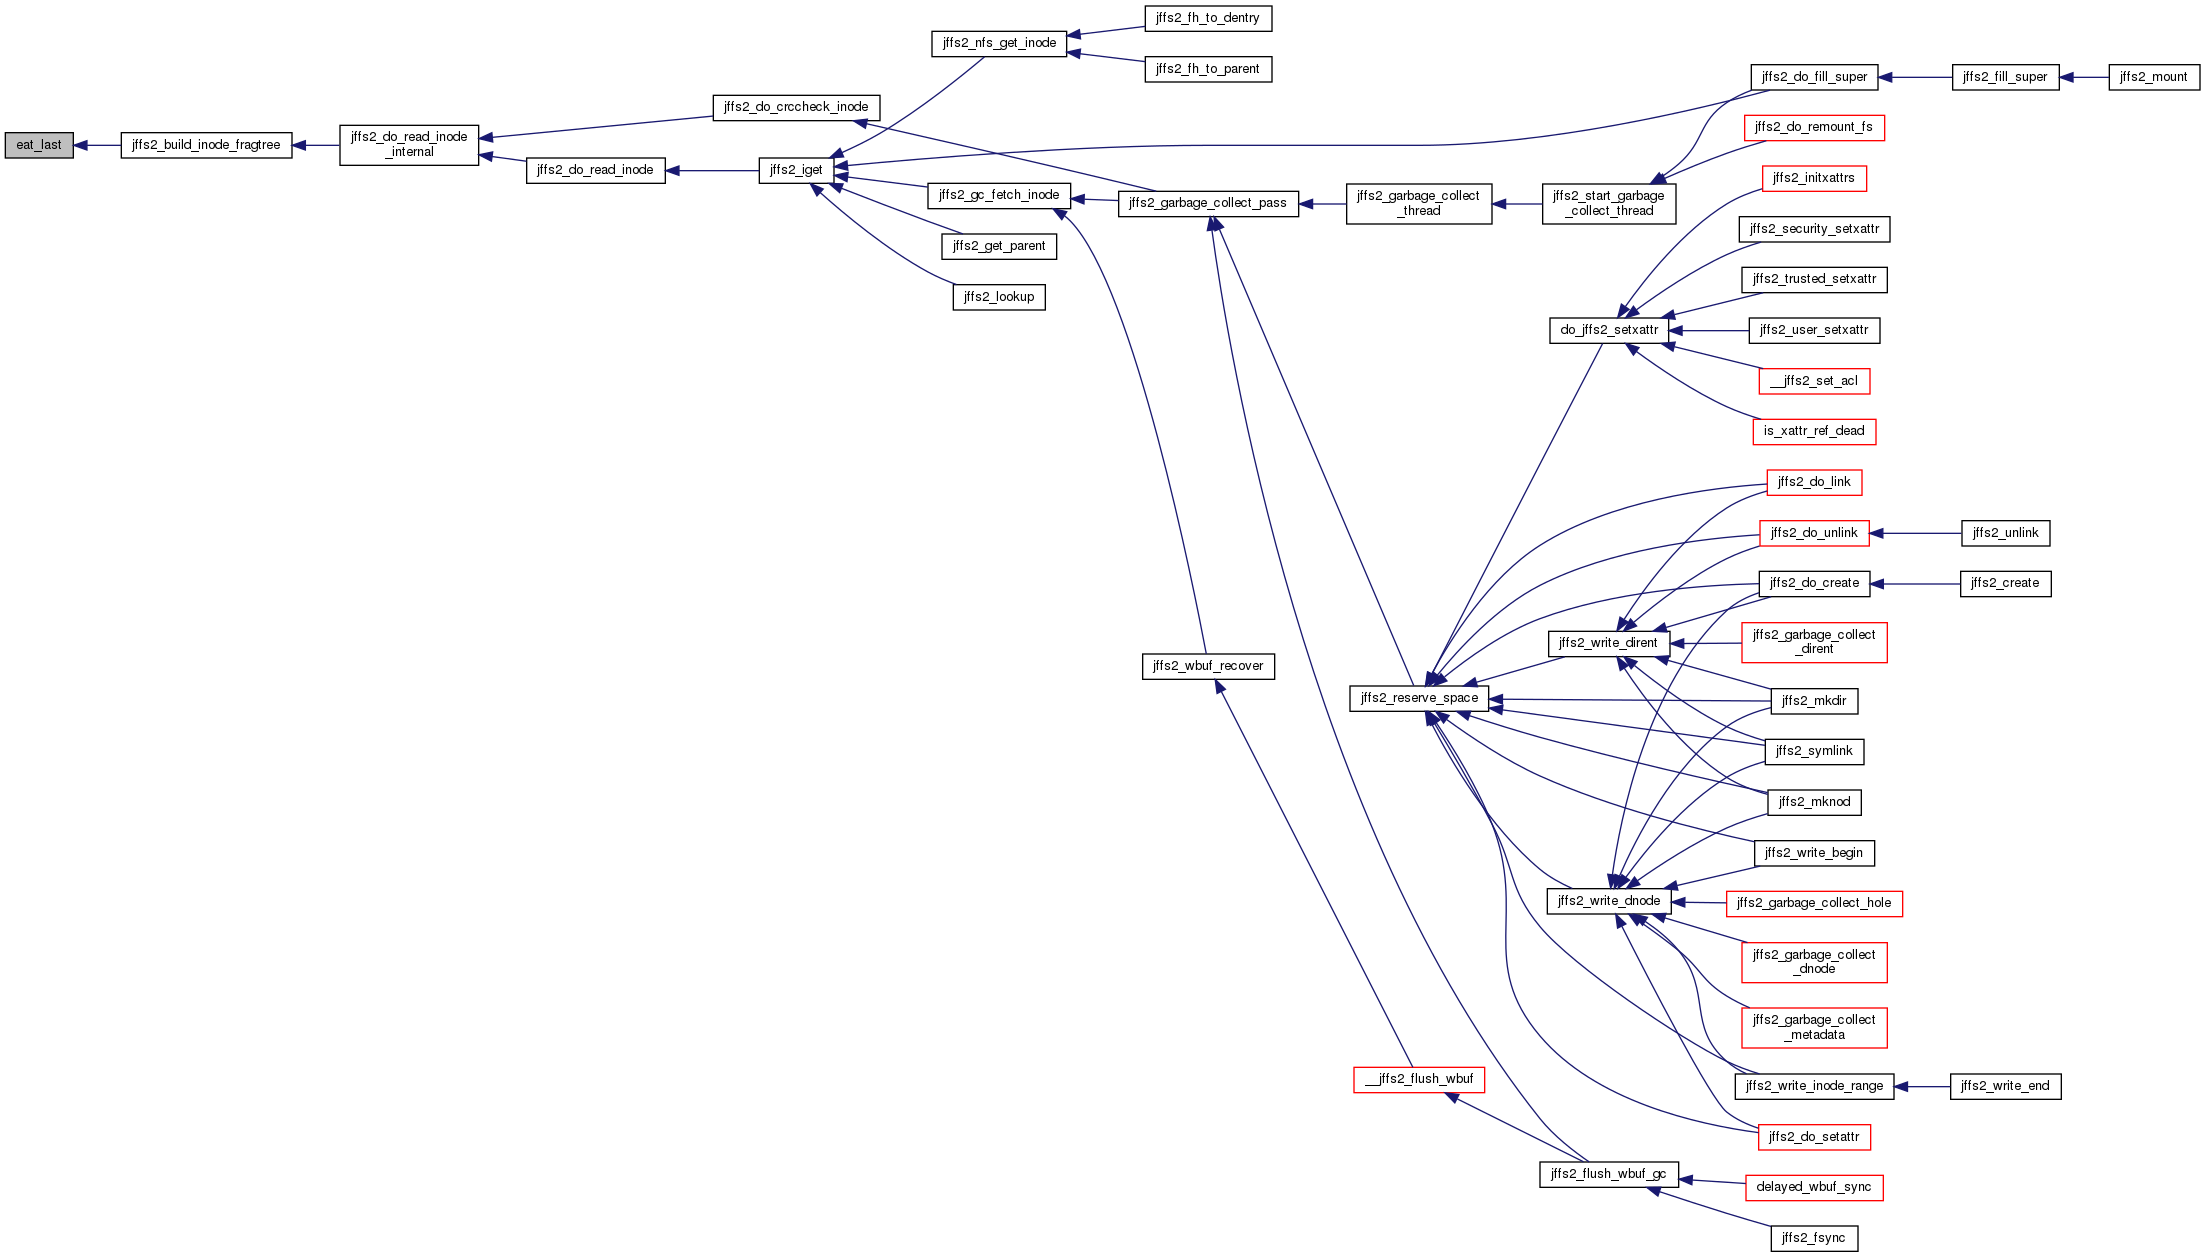 eat_last
jffs2_build_inode_fragtree
jffs2_do_read_inode
_internal
jffs2_do_crccheck_inode
jffs2_do_read_inode
jffs2_iget
jffs2_nfs_get_inode
jffs2_fh_to_dentry
jffs2_fh_to_parent
jffs2_gc_fetch_inode
jffs2_get_parent
jffs2_lookup
jffs2_garbage_collect_pass
jffs2_garbage_collect
_thread
jffs2_start_garbage
_collect_thread
jffs2_do_fill_super
jffs2_fill_super
jffs2_mount
jffs2_do_remount_fs
jffs2_initxattrs
jffs2_security_setxattr
jffs2_trusted_setxattr
do_jffs2_setxattr
jffs2_user_setxattr
__jffs2_set_acl
is_xattr_ref_dead
jffs2_do_link
jffs2_do_unlink
jffs2_unlink
jffs2_do_create
jffs2_create
jffs2_write_dirent
jffs2_garbage_collect
_dirent
jffs2_wbuf_recover
jffs2_reserve_space
jffs2_mkdir
jffs2_symlink
jffs2_mknod
jffs2_write_begin
jffs2_write_dnode
jffs2_garbage_collect_hole
jffs2_garbage_collect
_dnode
jffs2_garbage_collect
_metadata
__jffs2_flush_wbuf
jffs2_write_inode_range
jffs2_write_end
jffs2_do_setattr
jffs2_flush_wbuf_gc
delayed_wbuf_sync
jffs2_fsync